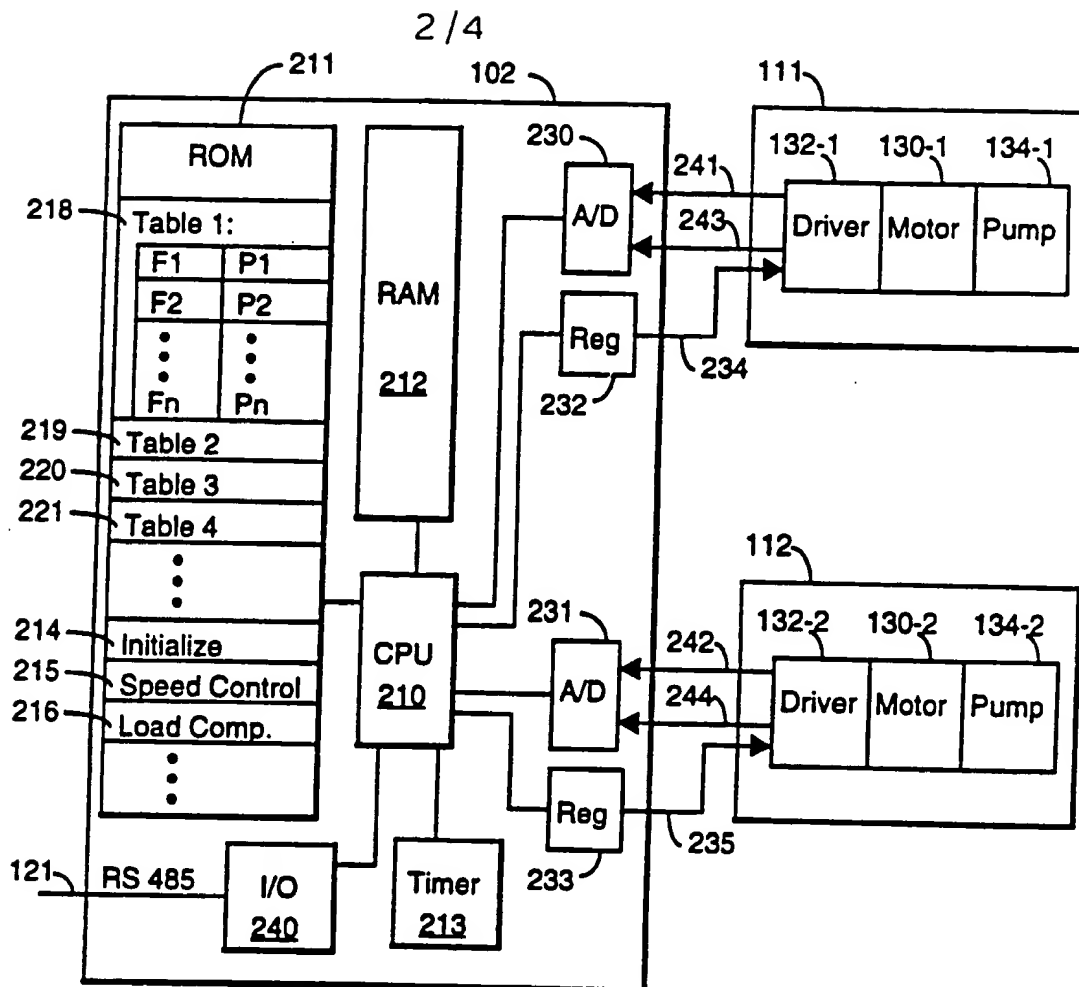 2/4
211
102
111
ROM
230
132-1
130-1
134-1
218
Table 1:
F1 P1
F2 P2
Fn Pn
RAM
212
A/D
241
243
Driver
Motor
Pump
Reg
232
234
219
Table 2
220
Table 3
221
Table 4
112
214
Initialize
215
Speed Control
216
Load Comp.
CPU
210
231
A/D
242
244
132-2
130-2
134-2
Driver
Motor
Pump
Reg
233
235
121
RS 485
I/O
240
Timer
213